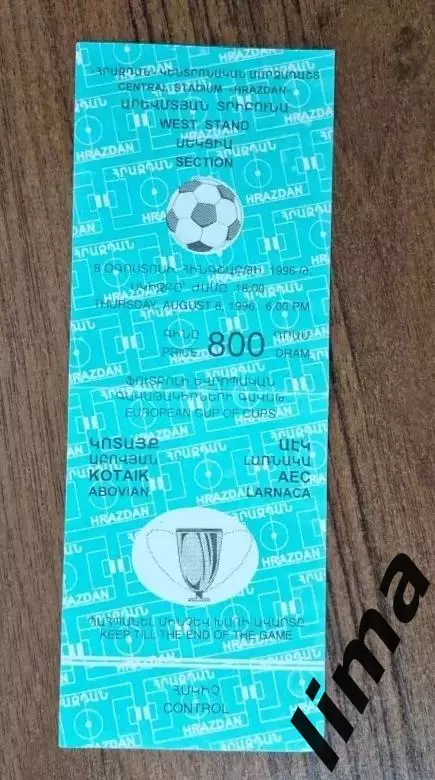 «ՀՐԱԶԴԱՆ» ԿԵՆՏՐՈՆԱԿԱՆ ՄԱՐԶԱԴԱՇՏ
CENTRAL STADIUM «HRAZDAN»
ԱՐԵՎՄՏՅԱՆ ՏՐԻԲՈՒՆԱ
WEST STAND
ՍԵԿՑԻԱ
SECTION
8 ՕԳՈՍՏՈՍԻ ՀԻՆԳՇԱԲԹԻ 1996 Թ.
ՍԿԻԶԲԸ ԺԱՄԸ 18:00
THURSDAY, AUGUST 8, 1996, 6.00 PM
ԳԻՆԸ 800 ԴՐԱՄ
PRICE DRAM
ՖՈՒՏԲՈԼԻ ԵՎՐՈՊԱԿԱՆ
ԳԱՎԱԹԱԿԻՐՆԵՐԻ ԳԱՎԱԹ
EUROPEAN CUP OF CUPS
ԿՈՏԱՅՔ ԱԷԿ
ԱԲՈՎՅԱՆ ԼԱՌՆԱԿԱ
KOTAIK AEC
ABOVIAN LARNACA
ՊԱՀՊԱՆԵԼ ՄԻՆՉԵՎ ԽԱՂԻ ԱՎԱՐՏԸ
KEEP TILL THE END OF THE GAME
ՀՍԿԻՉ
CONTROL
lima